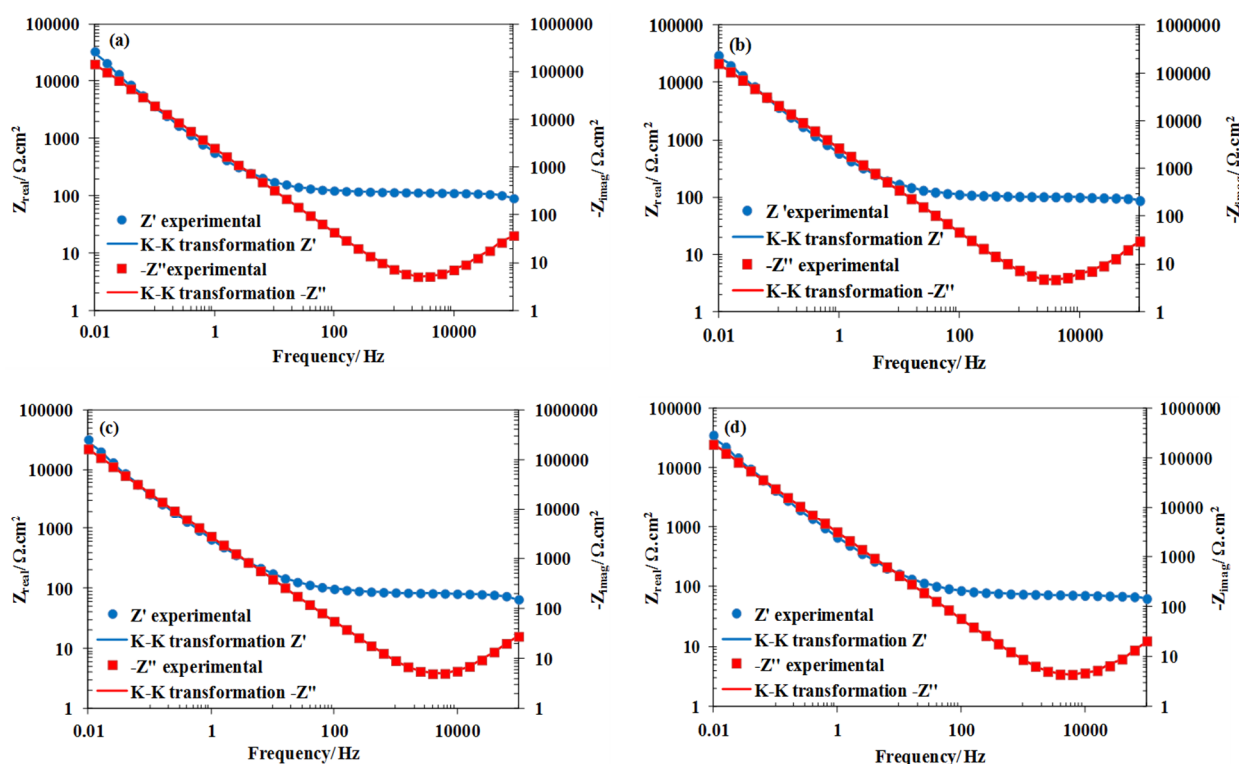 (a)
100000
10000
1000
100
10
1
1000000
100000
10000
1000
100
10
1
Zreal/ Ω.cm²
-Zimag/ Ω.cm²
Z' experimental
K-K transformation Z'
-Z"experimental
K-K transformation -Z"
0.01
1
100
10000
Frequency/ Hz
(b)
100000
10000
1000
100
10
1
1000000
100000
10000
1000
100
10
1
Zreal/ Ω.cm²
-Zimag/ Ω.cm²
Z 'experimental
K-K transformation Z'
-Z" experimental
K-K transformation -Z"
0.01
1
100
10000
Frequency/ Hz
(c)
100000
10000
1000
100
10
1
1000000
100000
10000
1000
100
10
1
Zreal/ Ω.cm²
-Zimag/ Ω.cm²
Z' experimental
K-K transformation Z'
-Z" experimental
K-K transformation -Z"
0.01
1
100
10000
Frequency/ Hz
(d)
100000
10000
1000
100
10
1
1000000
100000
10000
1000
100
10
1
Zreal/ Ω.cm²
-Zimag/ Ω.cm²
Z' experimental
K-K transformation Z'
-Z" experimental
K-K transformation -Z"
0.01
1
100
10000
Frequency/ Hz